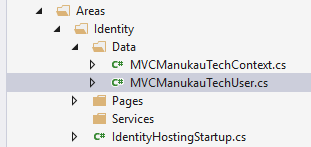 Areas
Identity
Data
C# MVCManukauTechContext.cs
C# MVCManukauTechUser.cs
Pages
Services
C# IdentityHostingStartup.cs